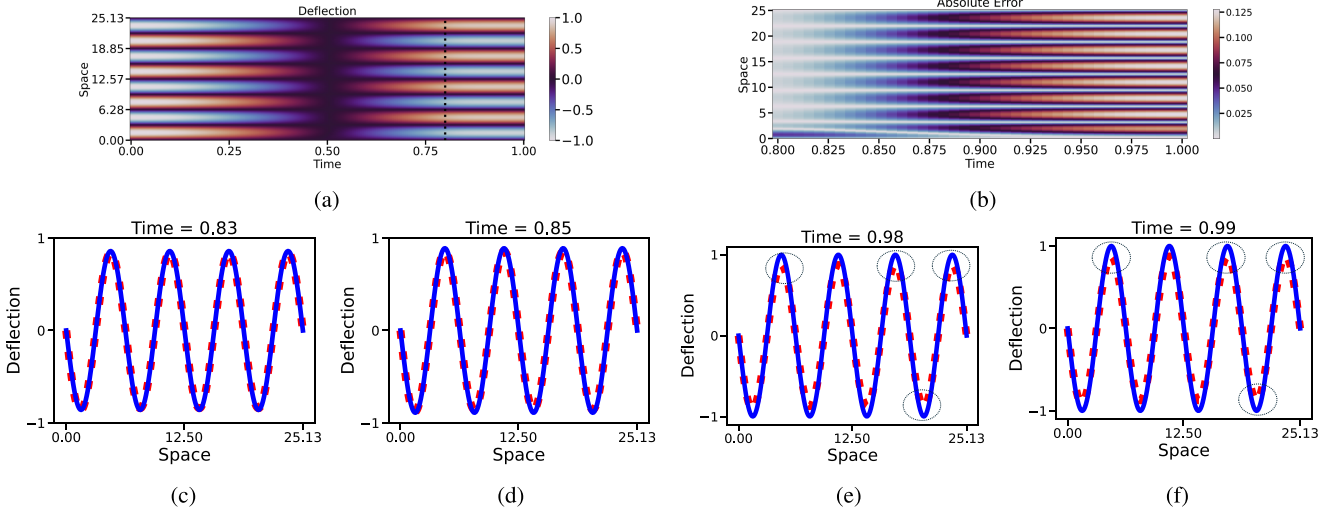 Deflection
25.13
18.85
12.57
6.28
0.00
Space
0.00 0.25 0.50 0.75 1.00
Time
1.0
0.5
0.0
−0.5
−1.0
(a)
Absolute Error
25
20
15
10
5
0
Space
0.800 0.825 0.850 0.875 0.900 0.925 0.950 0.975 1.000
Time
0.125
0.100
0.075
0.050
0.025
(b)
Time = 0.83
1
0
−1
Deflection
0.00 12.50 25.13
Space
(c)
Time = 0.85
1
0
−1
Deflection
0.00 12.50 25.13
Space
(d)
Time = 0.98
1
0
−1
Deflection
0.00 12.50 25.13
Space
(e)
Time = 0.99
1
0
−1
Deflection
0.00 12.50 25.13
Space
(f)